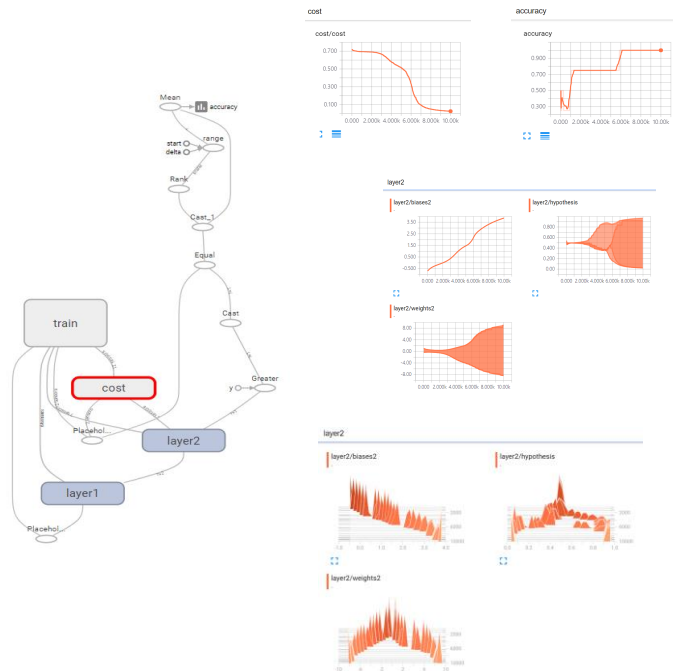 cost
cost/cost
0.700
0.500
0.300
0.100
0.000 2.000k 4.000k 6.000k 8.000k 10.00k
accuracy
accuracy
0.900
0.700
0.500
0.300
0.000 2.000k 4.000k 6.000k 8.000k 10.00k
Mean
accuracy
range
start
delta
Rank
Cast_1
Equal
Cast
Greater
y
train
cost
Placehol...
layer2
layer1
Placehol...
layer2
layer2/biases2
3.50
2.50
1.50
0.500
-0.500
0.000 2.000k 4.000k 6.000k 8.000k 10.00k
layer2/hypothesis
0.800
0.600
0.400
0.200
0.00
0.000 2.000k 4.000k 6.000k 8.000k 10.00k
layer2/weights2
8.00
4.00
0.00
-4.00
-8.00
0.000 2.000k 4.000k 6.000k 8.000k 10.00k
layer2
layer2/biases2
layer2/hypothesis
layer2/weights2